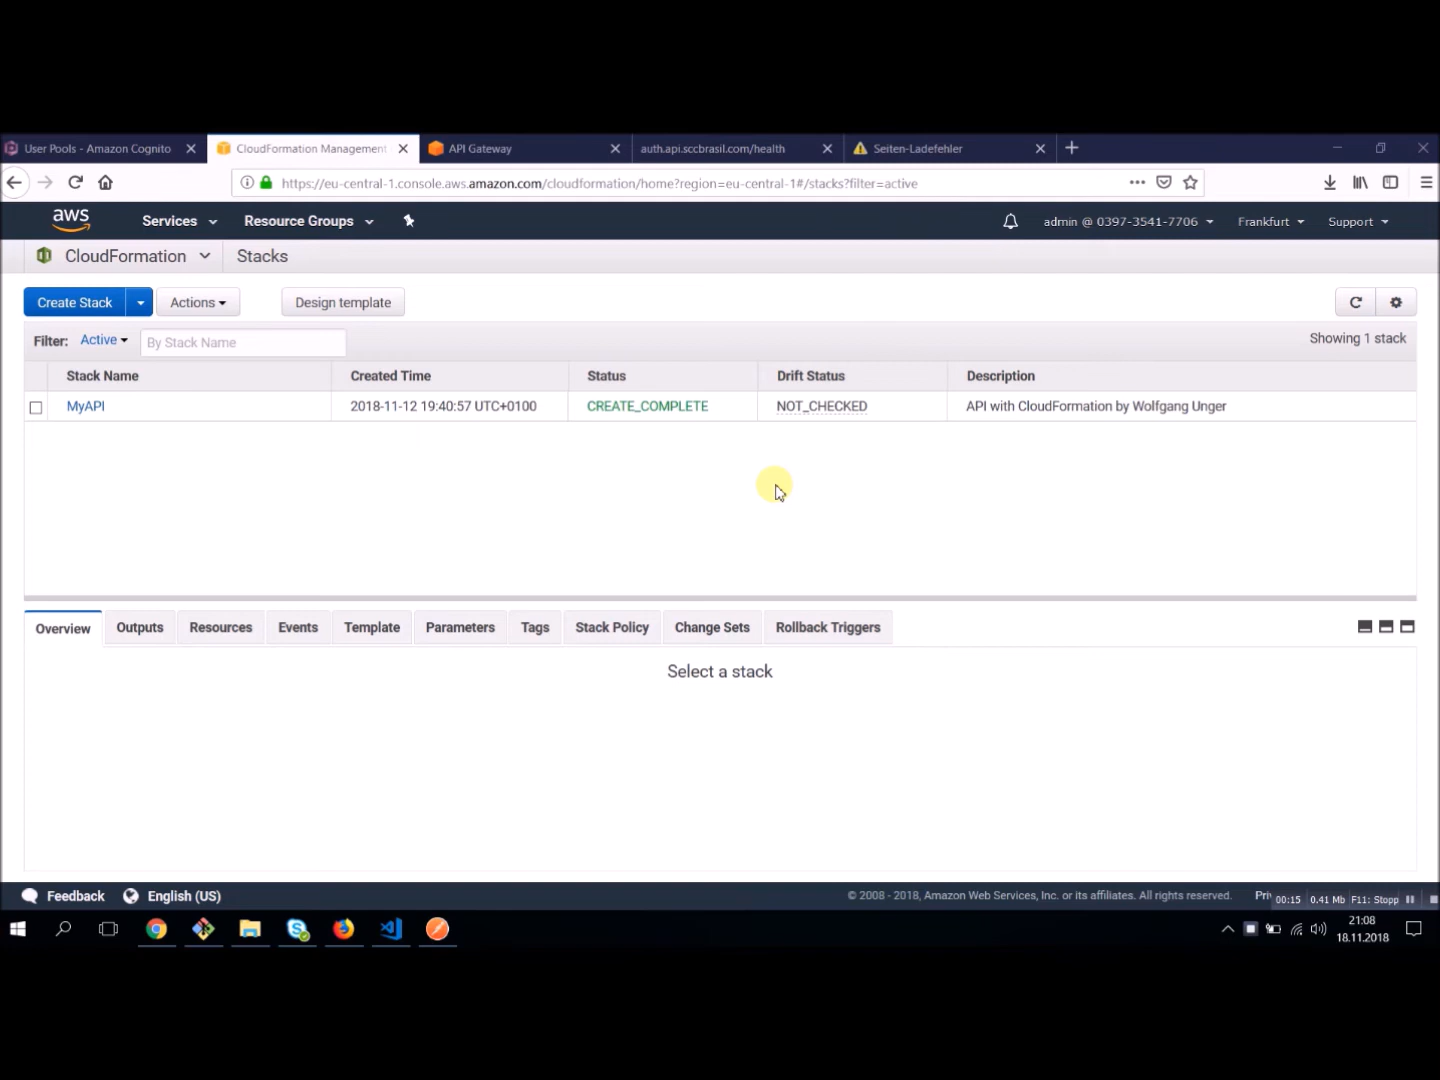 User Pools - Amazon Cognito
CloudFormation Management
API Gateway
auth.api.sccbrasil.com/health
Seiten-Ladefehler
https://eu-central-1.console.aws.amazon.com/cloudformation/home?region=eu-central-1#/stacks?filter=active
aws
Services
Resource Groups
admin @ 0397-3541-7706
Frankfurt
Support
CloudFormation
Stacks
Create Stack
Actions
Design template
Filter: Active
By Stack Name
Showing 1 stack
Stack Name Created Time Status Drift Status Description
MyAPI 2018-11-12 19:40:57 UTC+0100 CREATE_COMPLETE NOT_CHECKED API with CloudFormation by Wolfgang Unger
Overview Outputs Resources Events Template Parameters Tags Stack Policy Change Sets Rollback Triggers
Select a stack
Feedback
English (US)
© 2008 - 2018, Amazon Web Services, Inc. or its affiliates. All rights reserved.
00:15 0.41 Mb F11: Stopp
21:08
18.11.2018